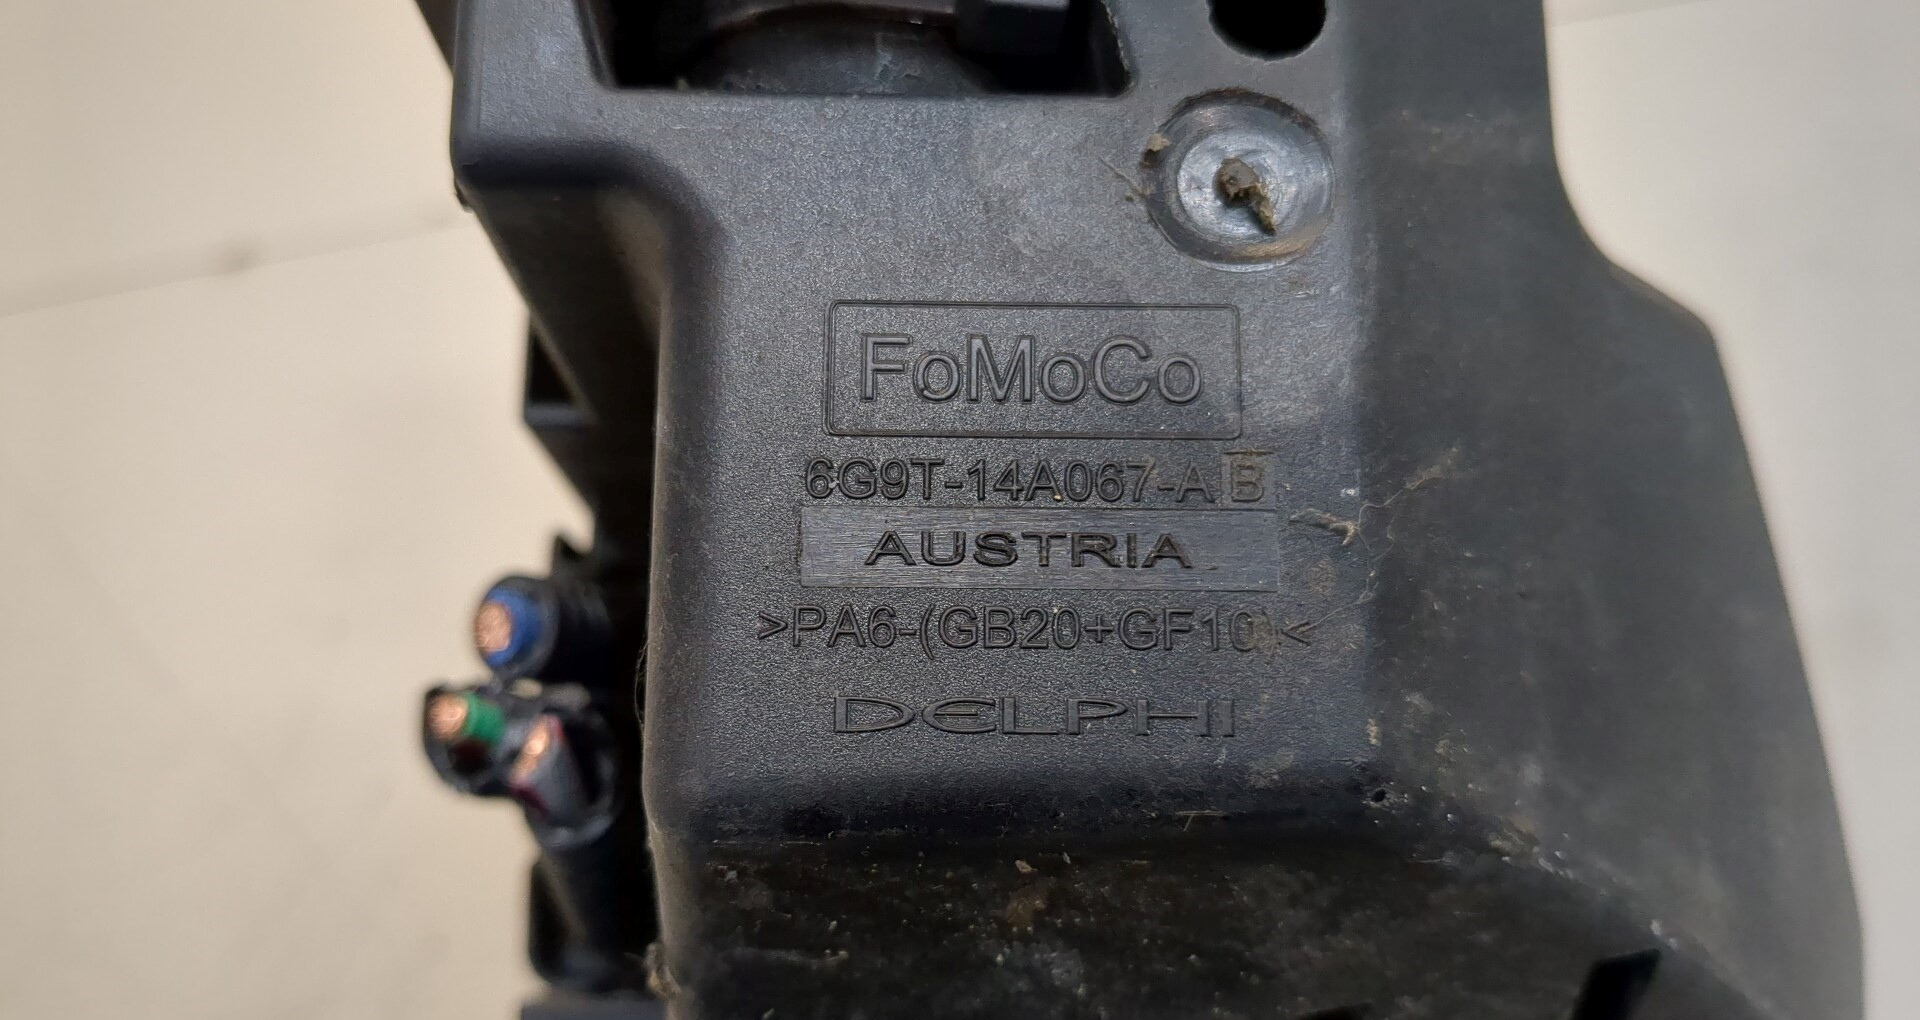 FoMoCo
6G9T-14A067-AB
AUSTRIA
>PA6-(GB20+GF10)<
DELPHI